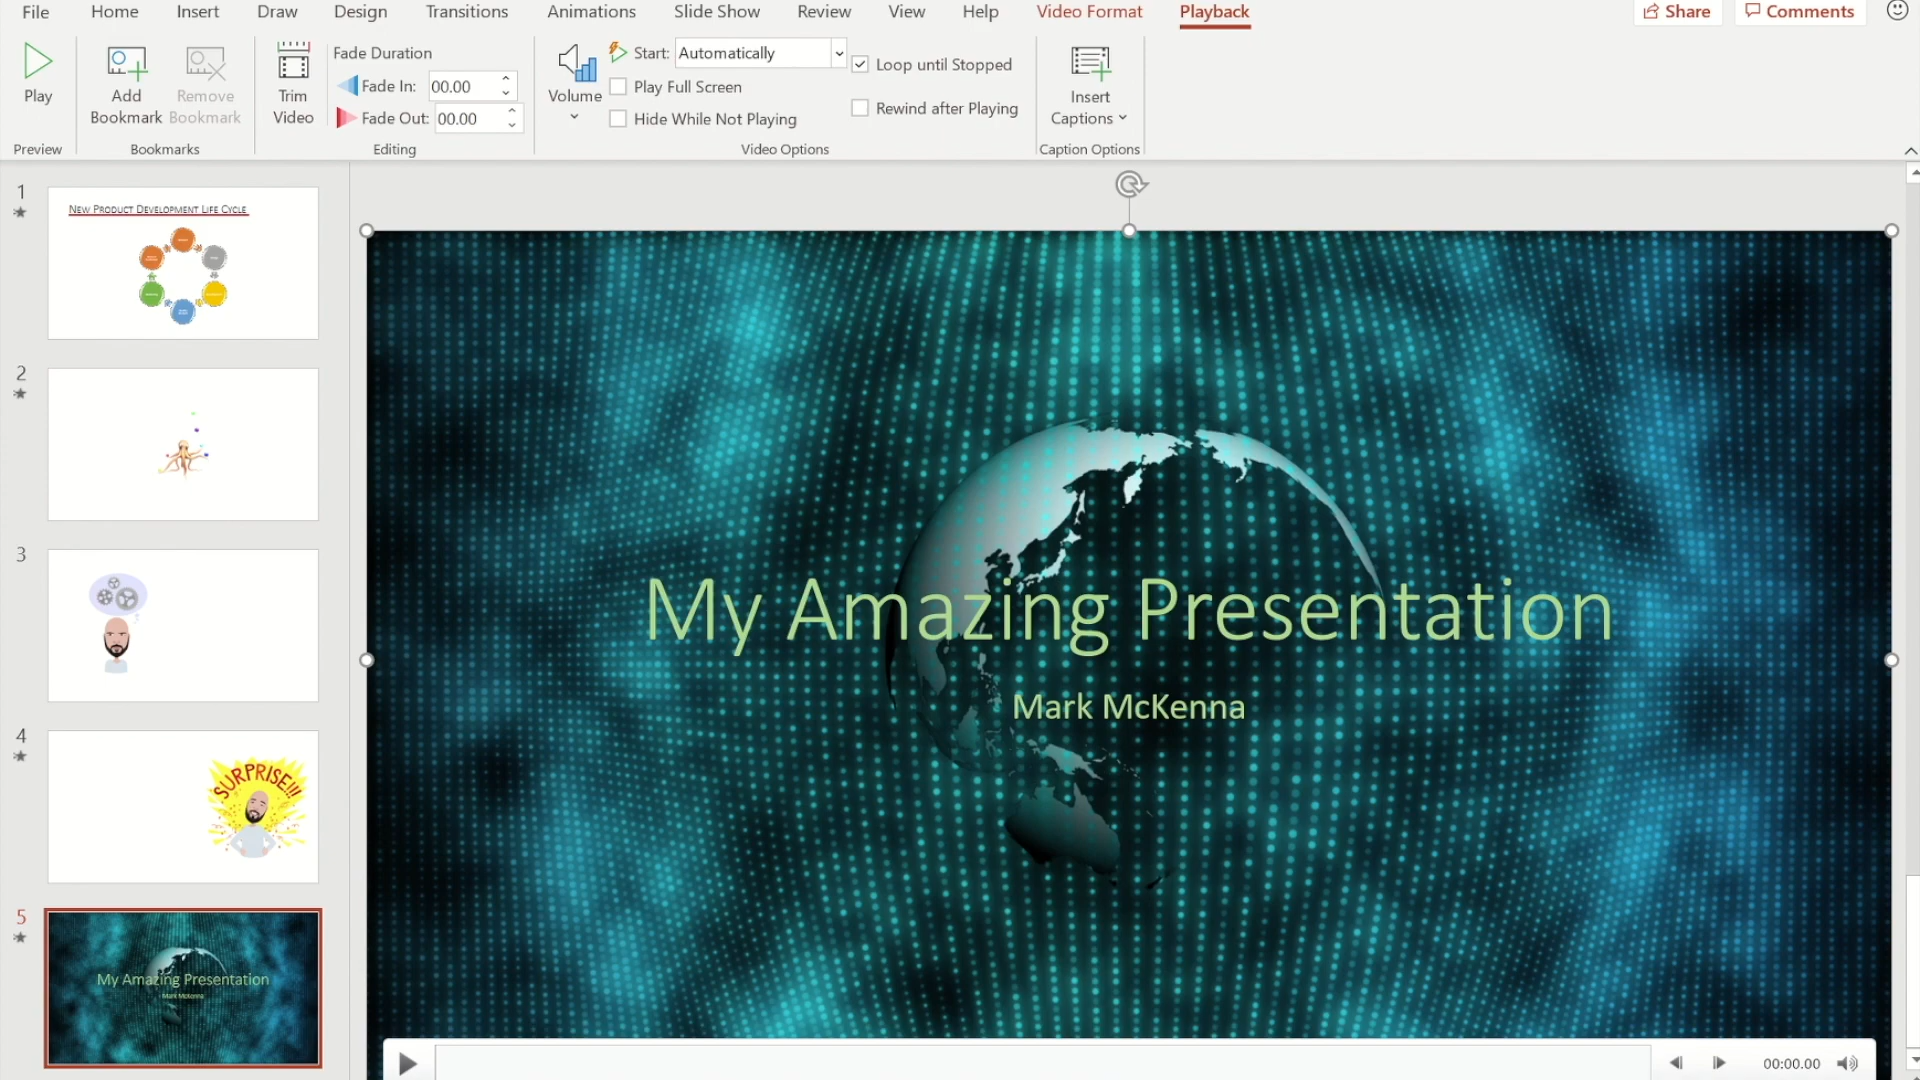 File Home Insert Draw Design Transitions Animations Slide Show Review View Help Video Format Playback Share Comments
Play
Preview
Add Bookmark
Remove Bookmark
Bookmarks
Trim Video
Fade Duration
Fade In: 00.00
Fade Out: 00.00
Editing
Volume
Start: Automatically
Play Full Screen
Hide While Not Playing
Loop until Stopped
Rewind after Playing
Video Options
Insert Captions
Caption Options
1
New Product Development Life Cycle
2
3
4
SURPRISE!!!
5
My Amazing Presentation
Mark McKenna
My Amazing Presentation
Mark McKenna
00:00.00